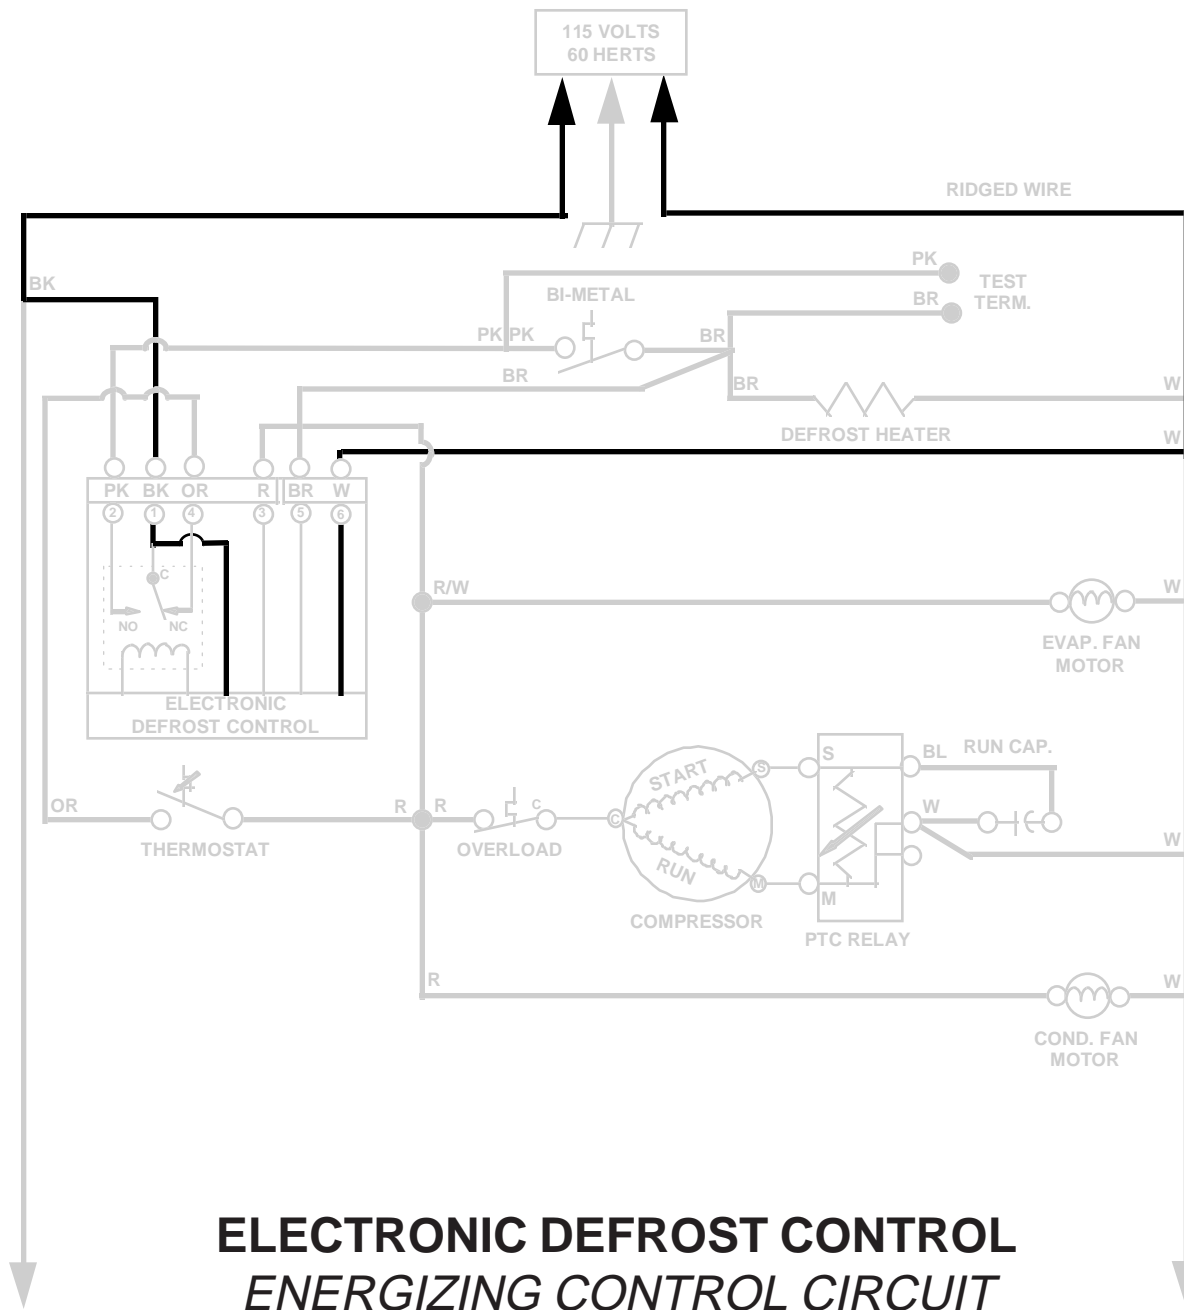 115 VOLTS
60 HERTS
RIDGED WIRE
BK
PK
TEST
TERM.
BI-METAL
BR
PK PK
BR
BR
BR
W
DEFROST HEATER
W
PK BK OR R BR W
2 1 4 3 5 6
C
NO NC
R/W
W
EVAP. FAN
MOTOR
ELECTRONIC
DEFROST CONTROL
S
BL
RUN CAP.
START
S
OR
R
R
C
C
W
THERMOSTAT
OVERLOAD
RUN
W
M
M
COMPRESSOR
PTC RELAY
R
W
COND. FAN
MOTOR
ELECTRONIC DEFROST CONTROL
ENERGIZING CONTROL CIRCUIT